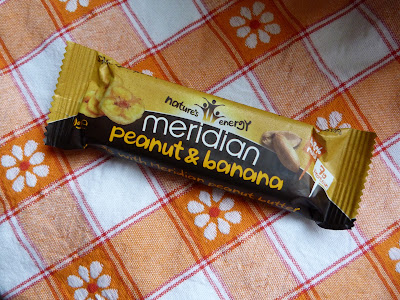 nature's energy
meridian
peanut & banana